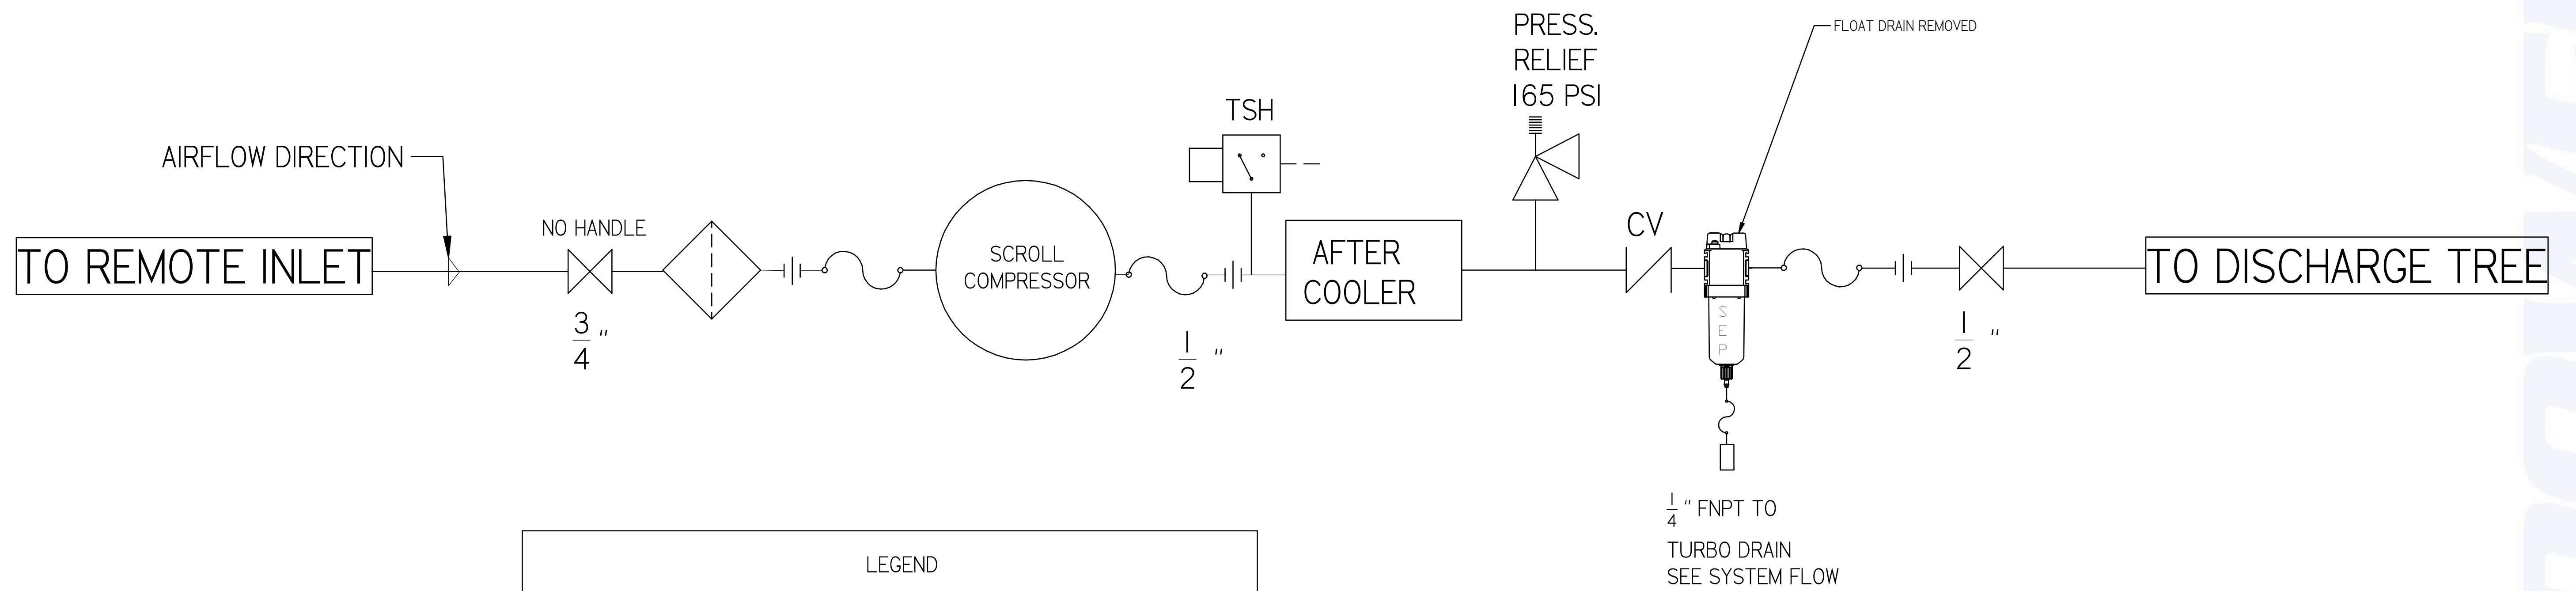 PRESS.
RELIEF
165 PSI
FLOAT DRAIN REMOVED
TSH
AIRFLOW DIRECTION
NO HANDLE
CV
TO REMOTE INLET
SCROLL
COMPRESSOR
AFTER
COOLER
TO DISCHARGE TREE
S
E
P
3/4 "
1/2 "
1/2 "
1/4 " FNPT TO
TURBO DRAIN
SEE SYSTEM FLOW
LEGEND